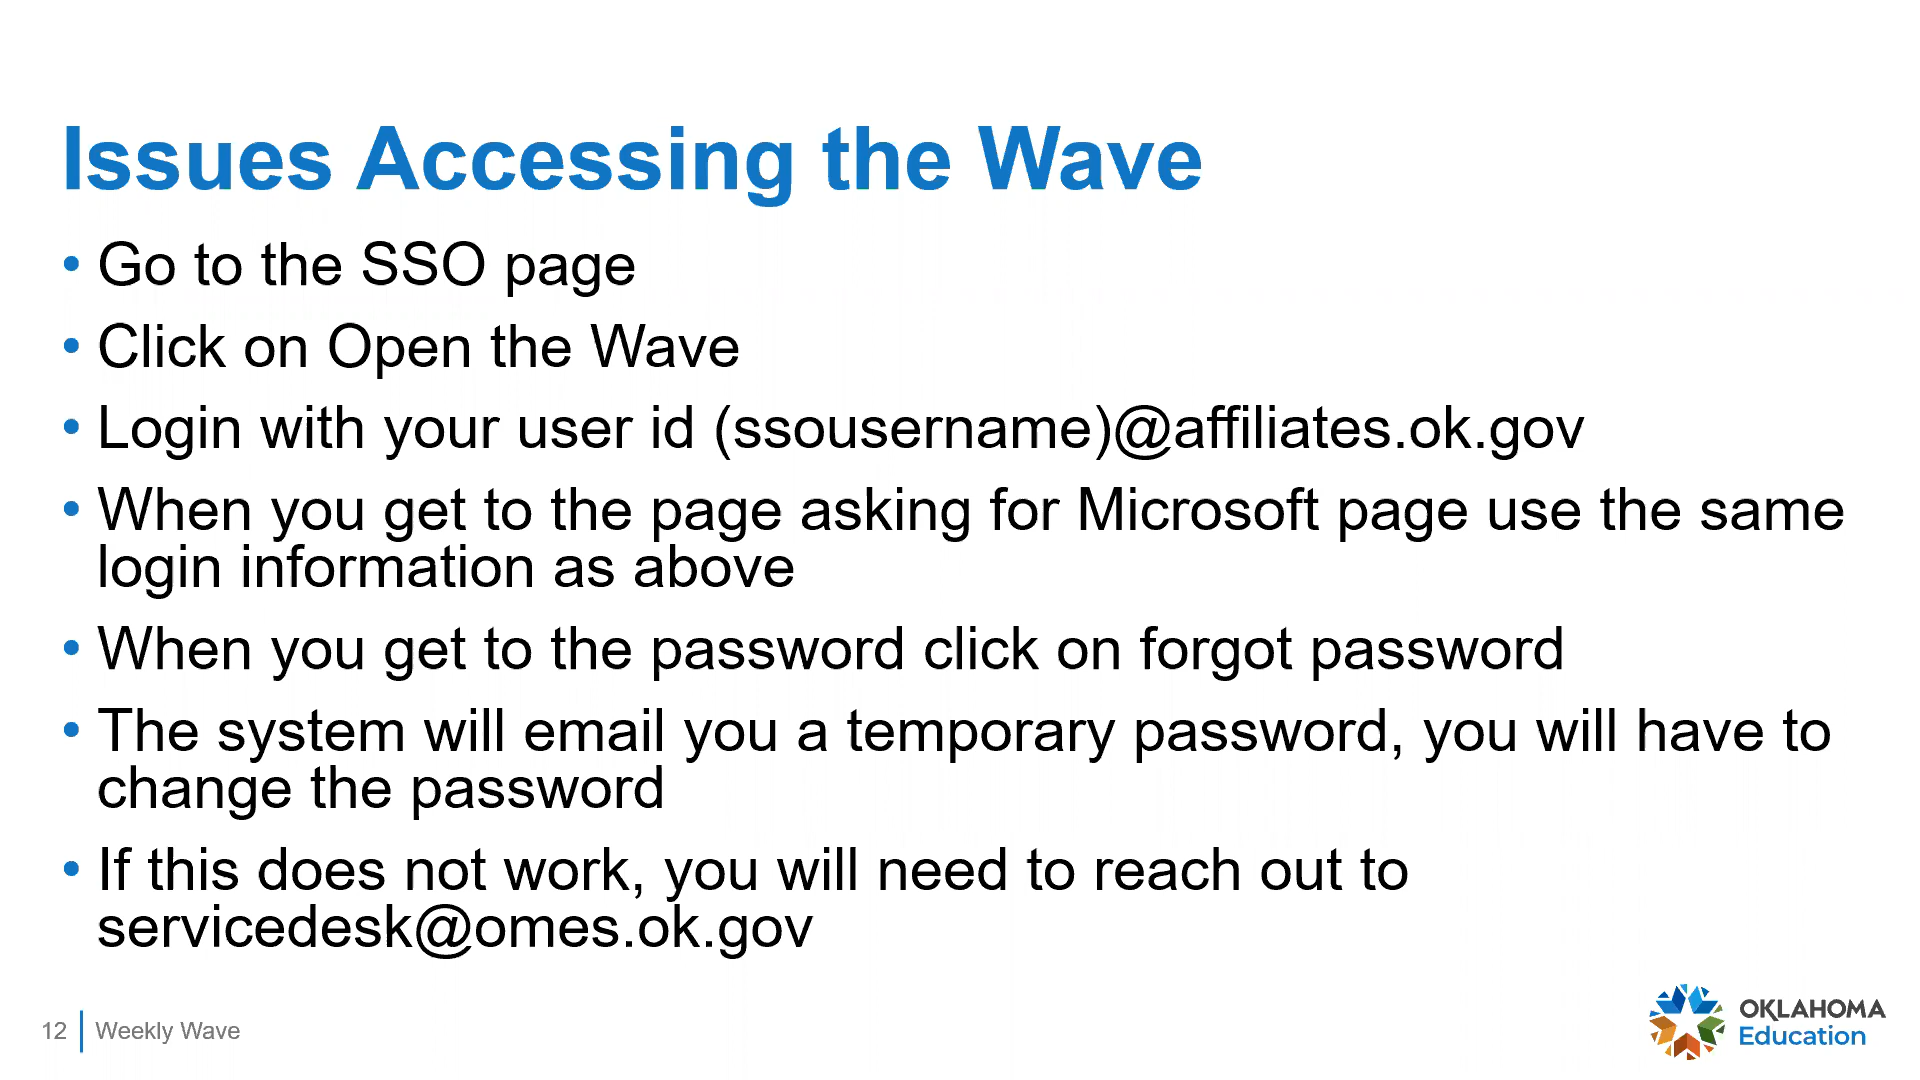 Issues Accessing the Wave
• Go to the SSO page
• Click on Open the Wave
• Login with your user id (ssousername)@affiliates.ok.gov
• When you get to the page asking for Microsoft page use the same
login information as above
• When you get to the password click on forgot password
• The system will email you a temporary password, you will have to
change the password
• If this does not work, you will need to reach out to
servicedesk@omes.ok.gov
12 Weekly Wave
OKLAHOMA
Education